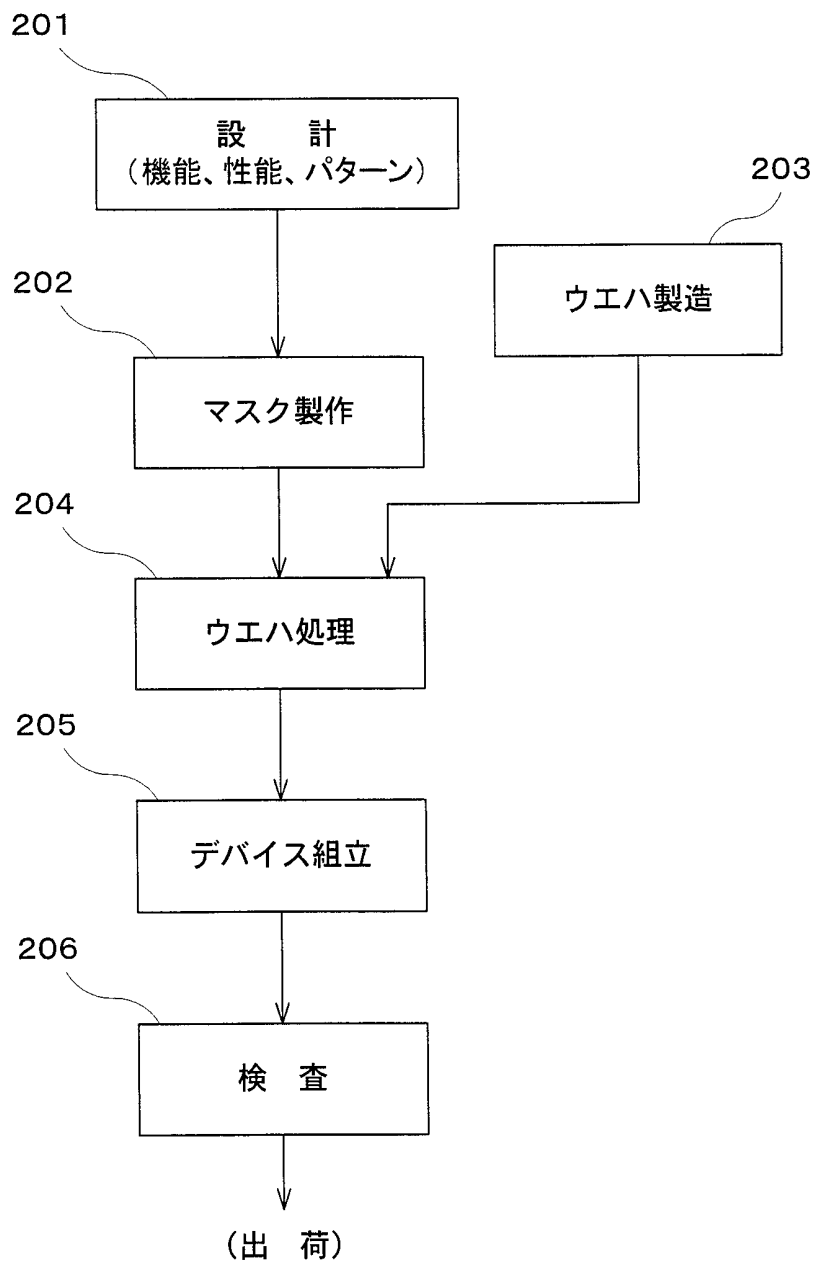 201
設　計
（機能、性能、パターン）
203
ウエハ製造
202
マスク製作
204
ウエハ処理
205
デバイス組立
206
検　査
（出　荷）